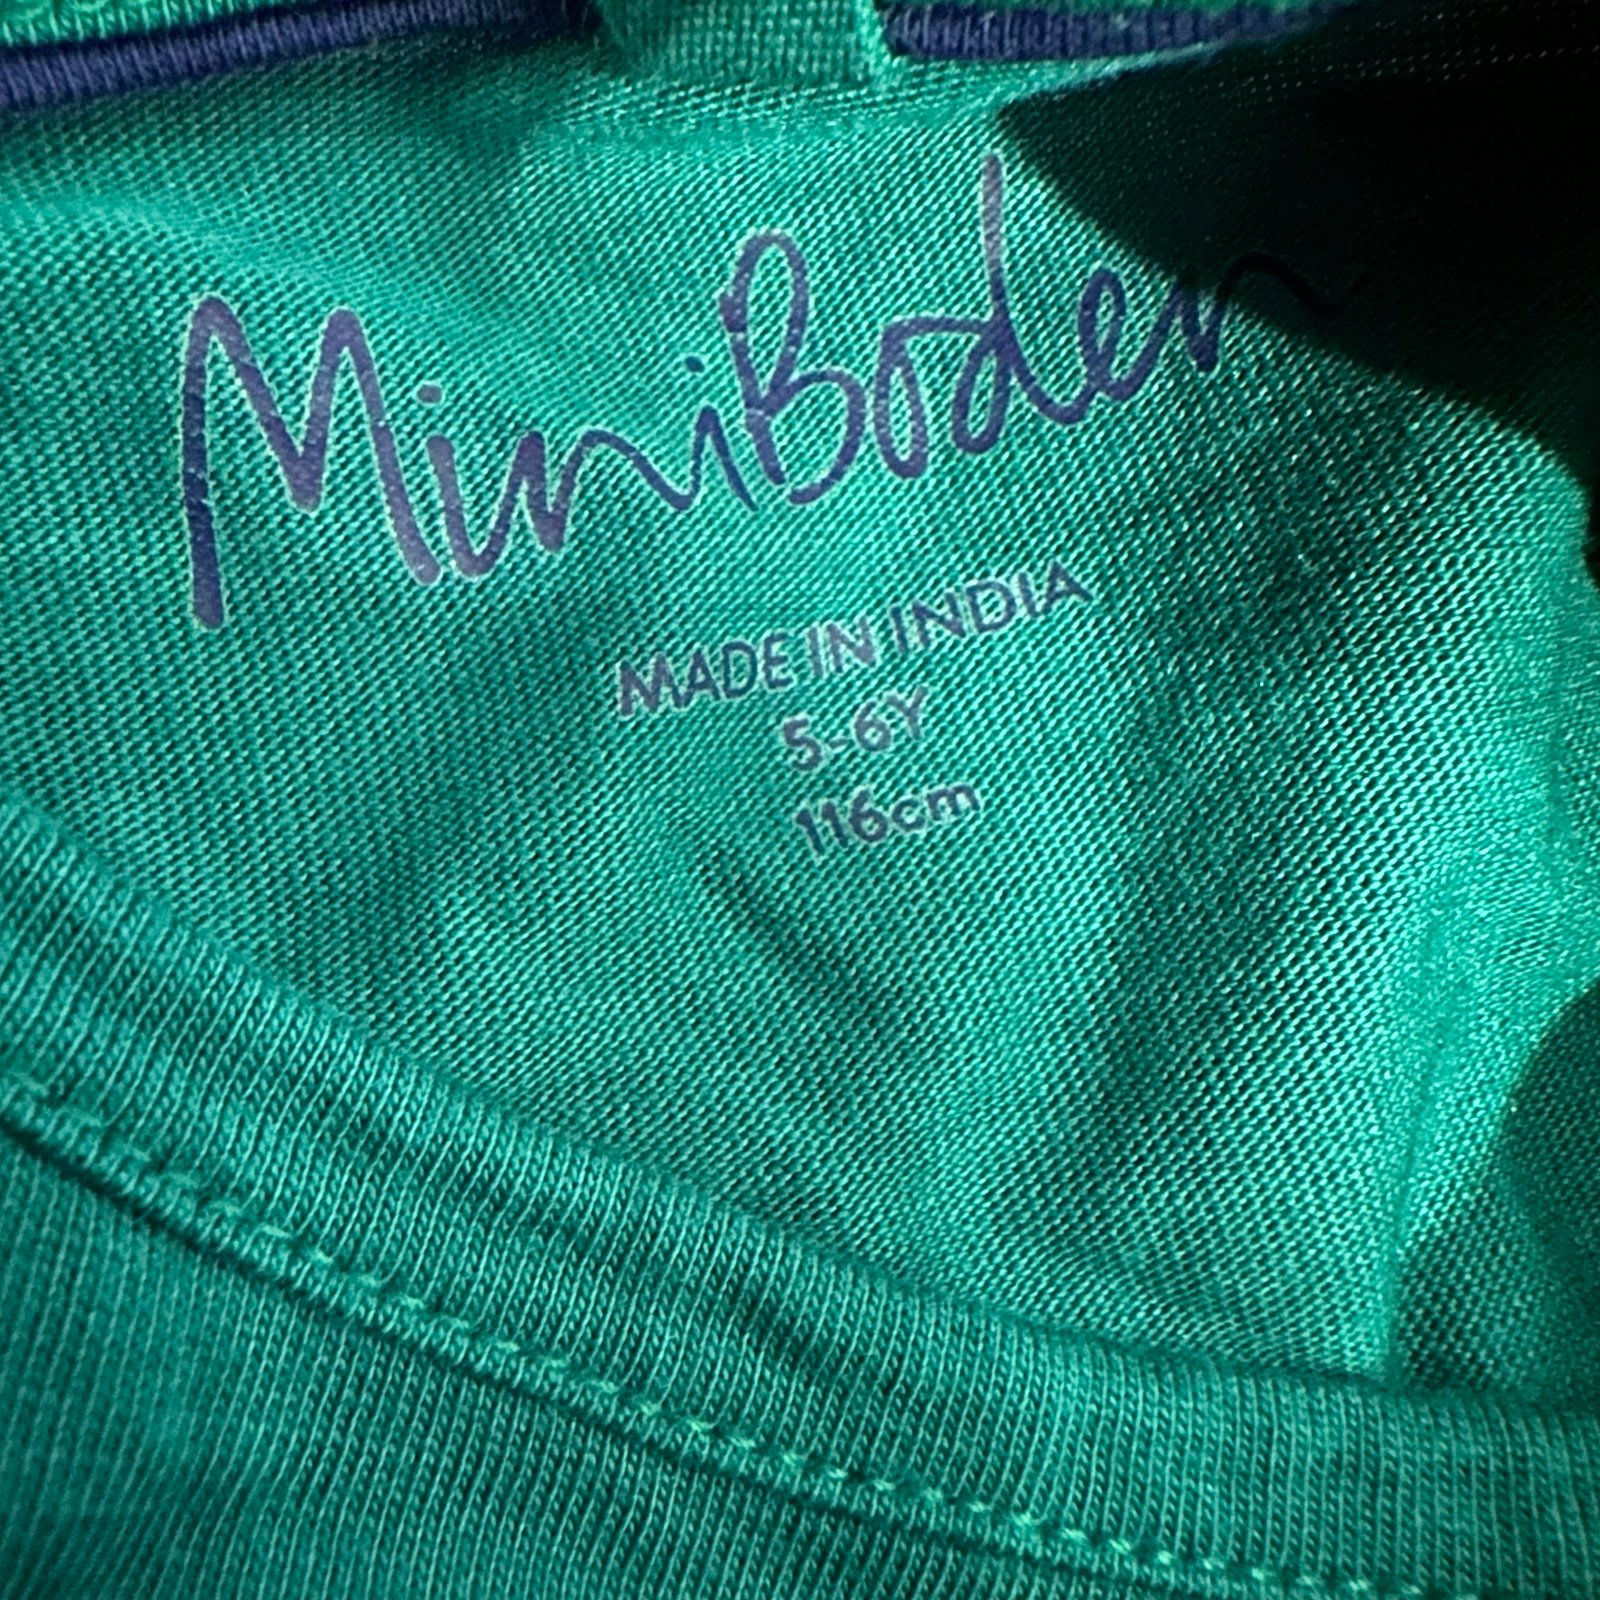 MiniBoden
MADE IN INDIA
5-6Y
116cm